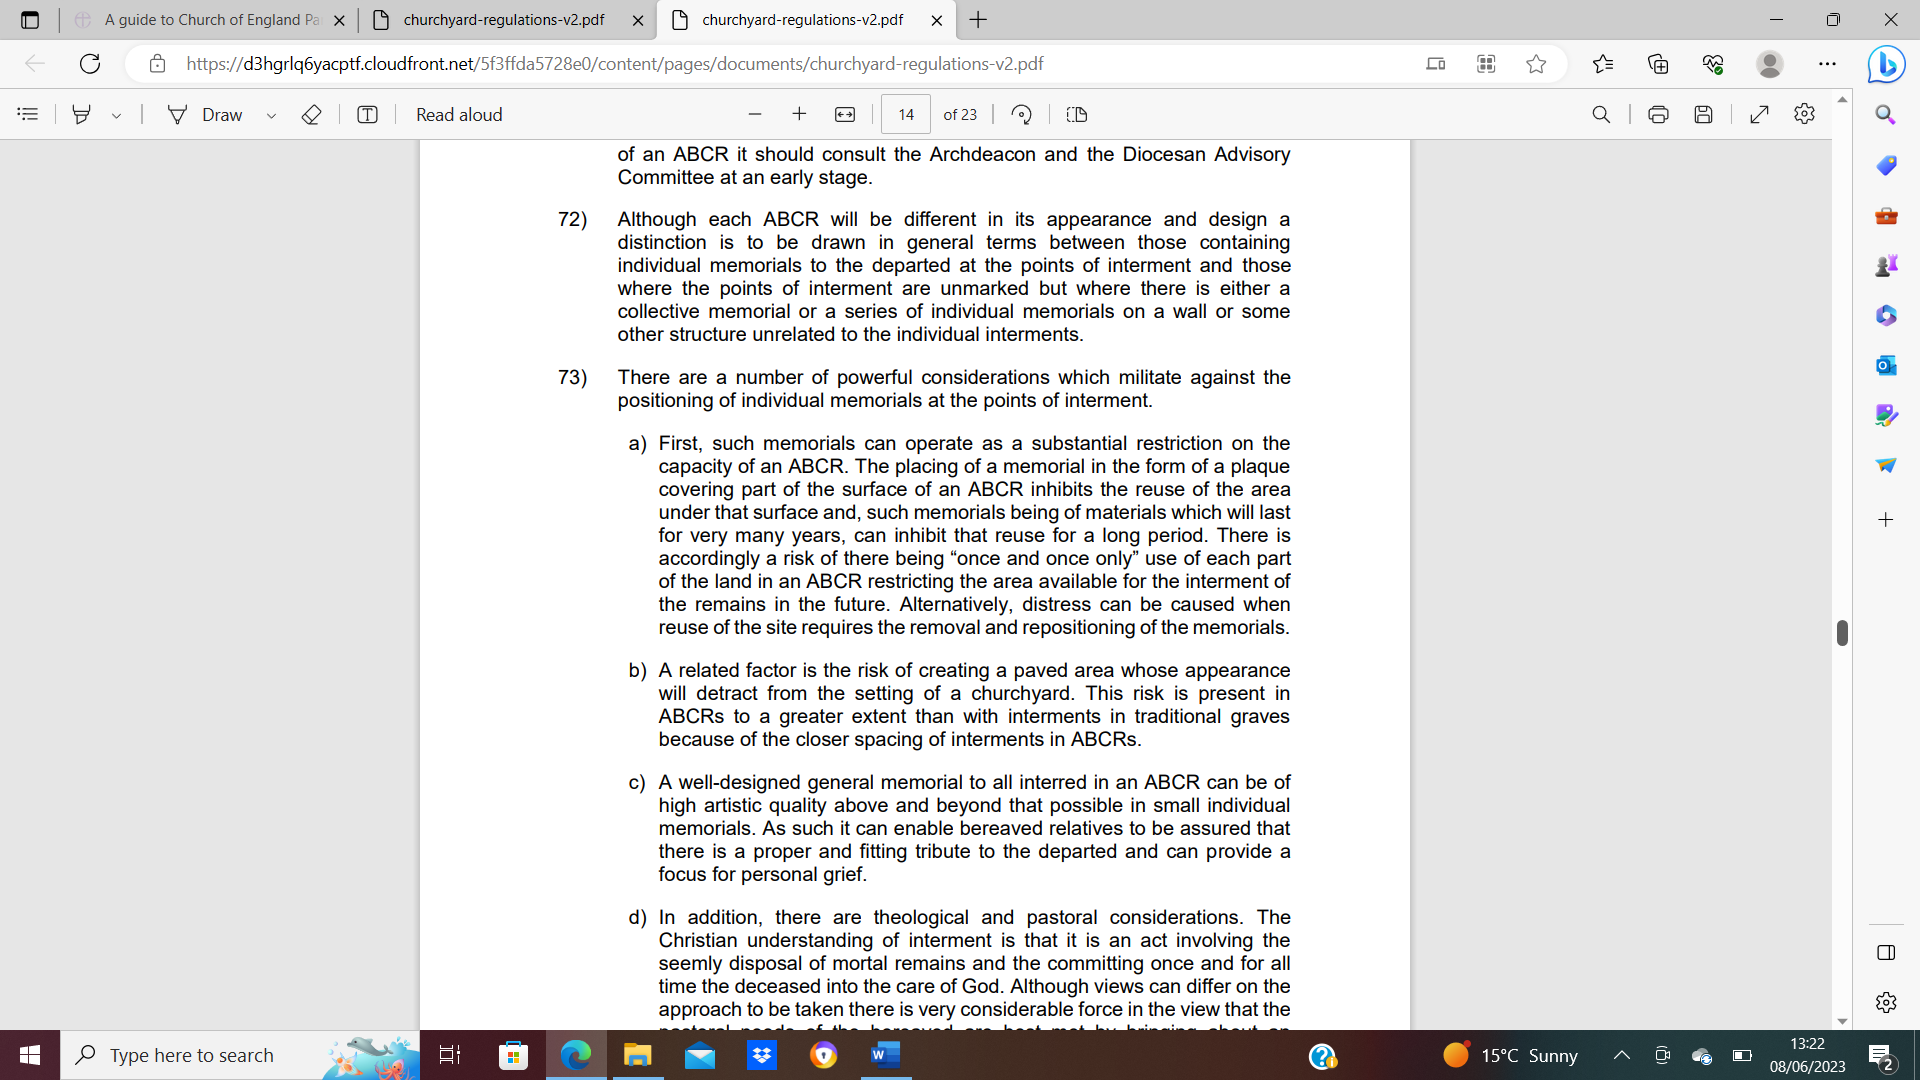 A guide to Church of England Pa
churchyard-regulations-v2.pdf
churchyard-regulations-v2.pdf
https://d3hgrlq6yacptf.cloudfront.net/5f3ffda5728e0/content/pages/documents/churchyard-regulations-v2.pdf
Draw
Read aloud
14 of 23
of an ABCR it should consult the Archdeacon and the Diocesan Advisory
Committee at an early stage.
72) Although each ABCR will be different in its appearance and design a
distinction is to be drawn in general terms between those containing
individual memorials to the departed at the points of interment and those
where the points of interment are unmarked but where there is either a
collective memorial or a series of individual memorials on a wall or some
other structure unrelated to the individual interments.
73) There are a number of powerful considerations which militate against the
positioning of individual memorials at the points of interment.
a) First, such memorials can operate as a substantial restriction on the
capacity of an ABCR. The placing of a memorial in the form of a plaque
covering part of the surface of an ABCR inhibits the reuse of the area
under that surface and, such memorials being of materials which will last
for very many years, can inhibit that reuse for a long period. There is
accordingly a risk of there being “once and once only” use of each part
of the land in an ABCR restricting the area available for the interment of
the remains in the future. Alternatively, distress can be caused when
reuse of the site requires the removal and repositioning of the memorials.
b) A related factor is the risk of creating a paved area whose appearance
will detract from the setting of a churchyard. This risk is present in
ABCRs to a greater extent than with interments in traditional graves
because of the closer spacing of interments in ABCRs.
c) A well-designed general memorial to all interred in an ABCR can be of
high artistic quality above and beyond that possible in small individual
memorials. As such it can enable bereaved relatives to be assured that
there is a proper and fitting tribute to the departed and can provide a
focus for personal grief.
d) In addition, there are theological and pastoral considerations. The
Christian understanding of interment is that it is an act involving the
seemly disposal of mortal remains and the committing once and for all
time the deceased into the care of God. Although views can differ on the
approach to be taken there is very considerable force in the view that the
pastoral needs of the bereaved are best met by bringing about an
Type here to search
15°C Sunny
13:22
08/06/2023
2